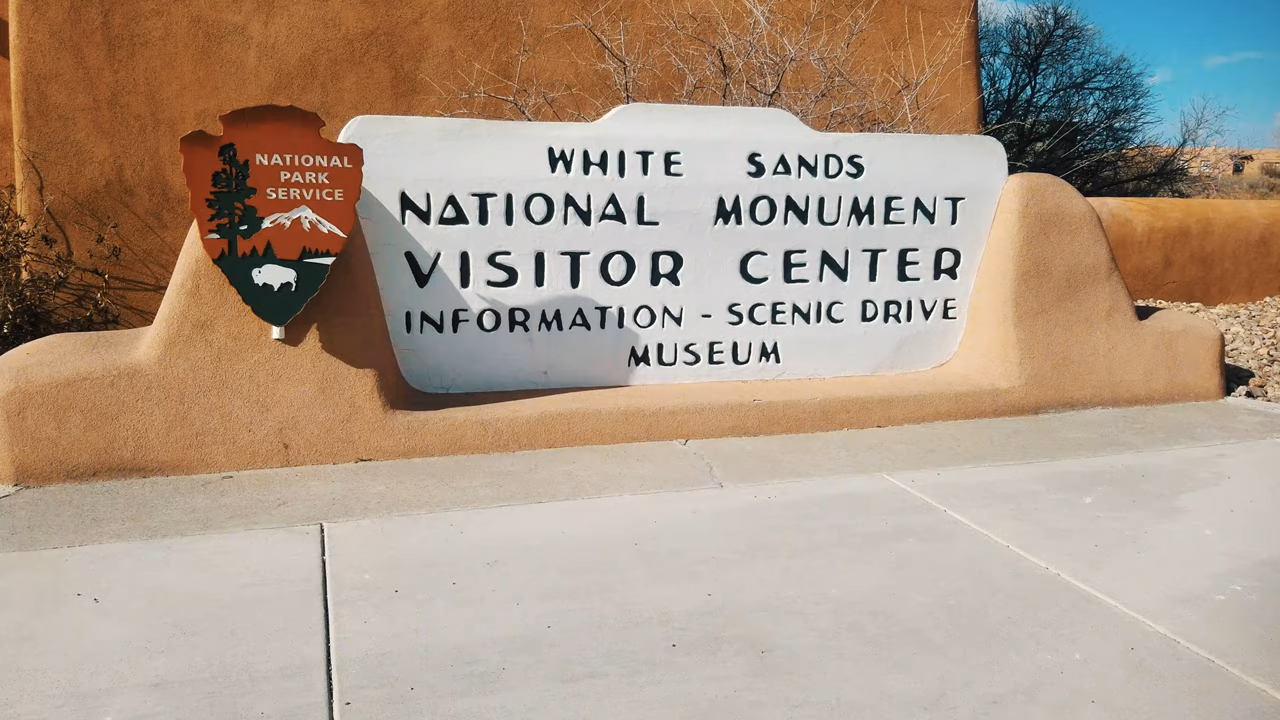 NATIONAL
PARK
SERVICE
WHITE SANDS
NATIONAL MONUMENT
VISITOR CENTER
INFORMATION - SCENIC DRIVE
MUSEUM